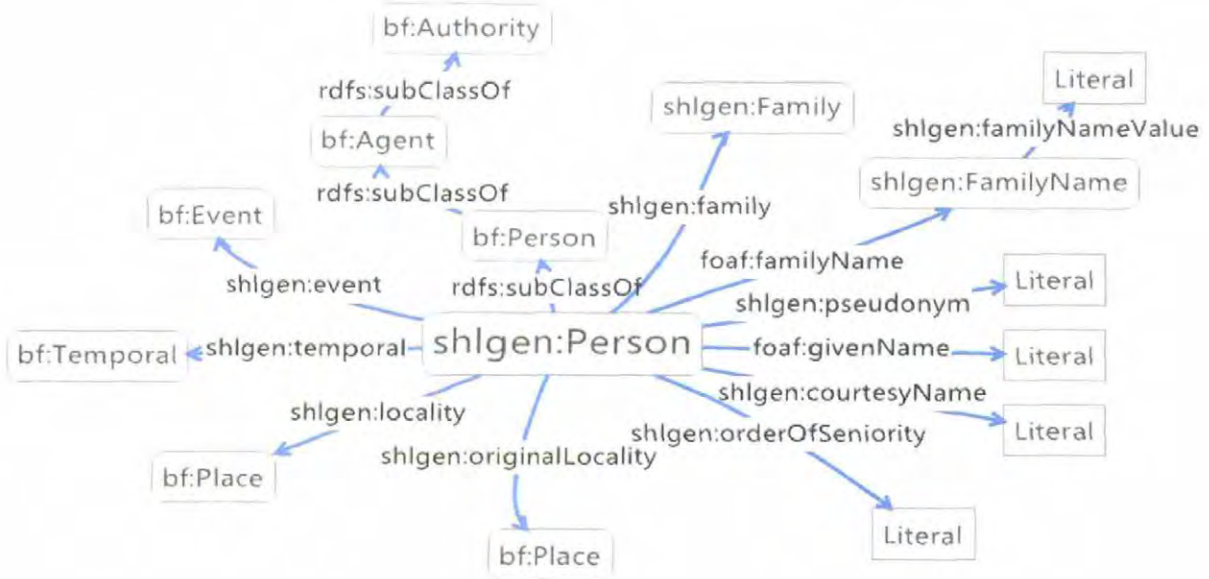 bf:Authority
rdfs:subClassOf
Literal
shlgen:Family
shlgen:familyNameValue
bf:Agent
shlgen:FamilyName
rdfs:subClassOf
shlgen:family
bf:Event
bf:Person
foaf:familyName
shlgen:event
rdfs:subClassOf
Literal
shlgen:pseudonym
bf:Temporal
shlgen:temporal
shlgen:Person
foaf:givenName
Literal
shlgen:courtesyName
shlgen:locality
shlgen:orderOfSeniority
Literal
shlgen:originalLocality
bf:Place
Literal
bf:Place